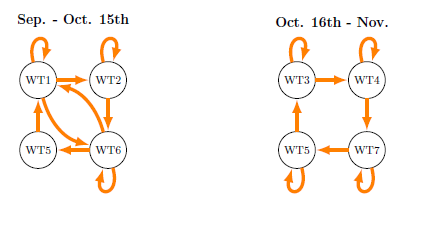 Sep. - Oct. 15th
WT1 WT2
WT5 WT6
Oct. 16th - Nov.
WT3 WT4
WT5 WT7